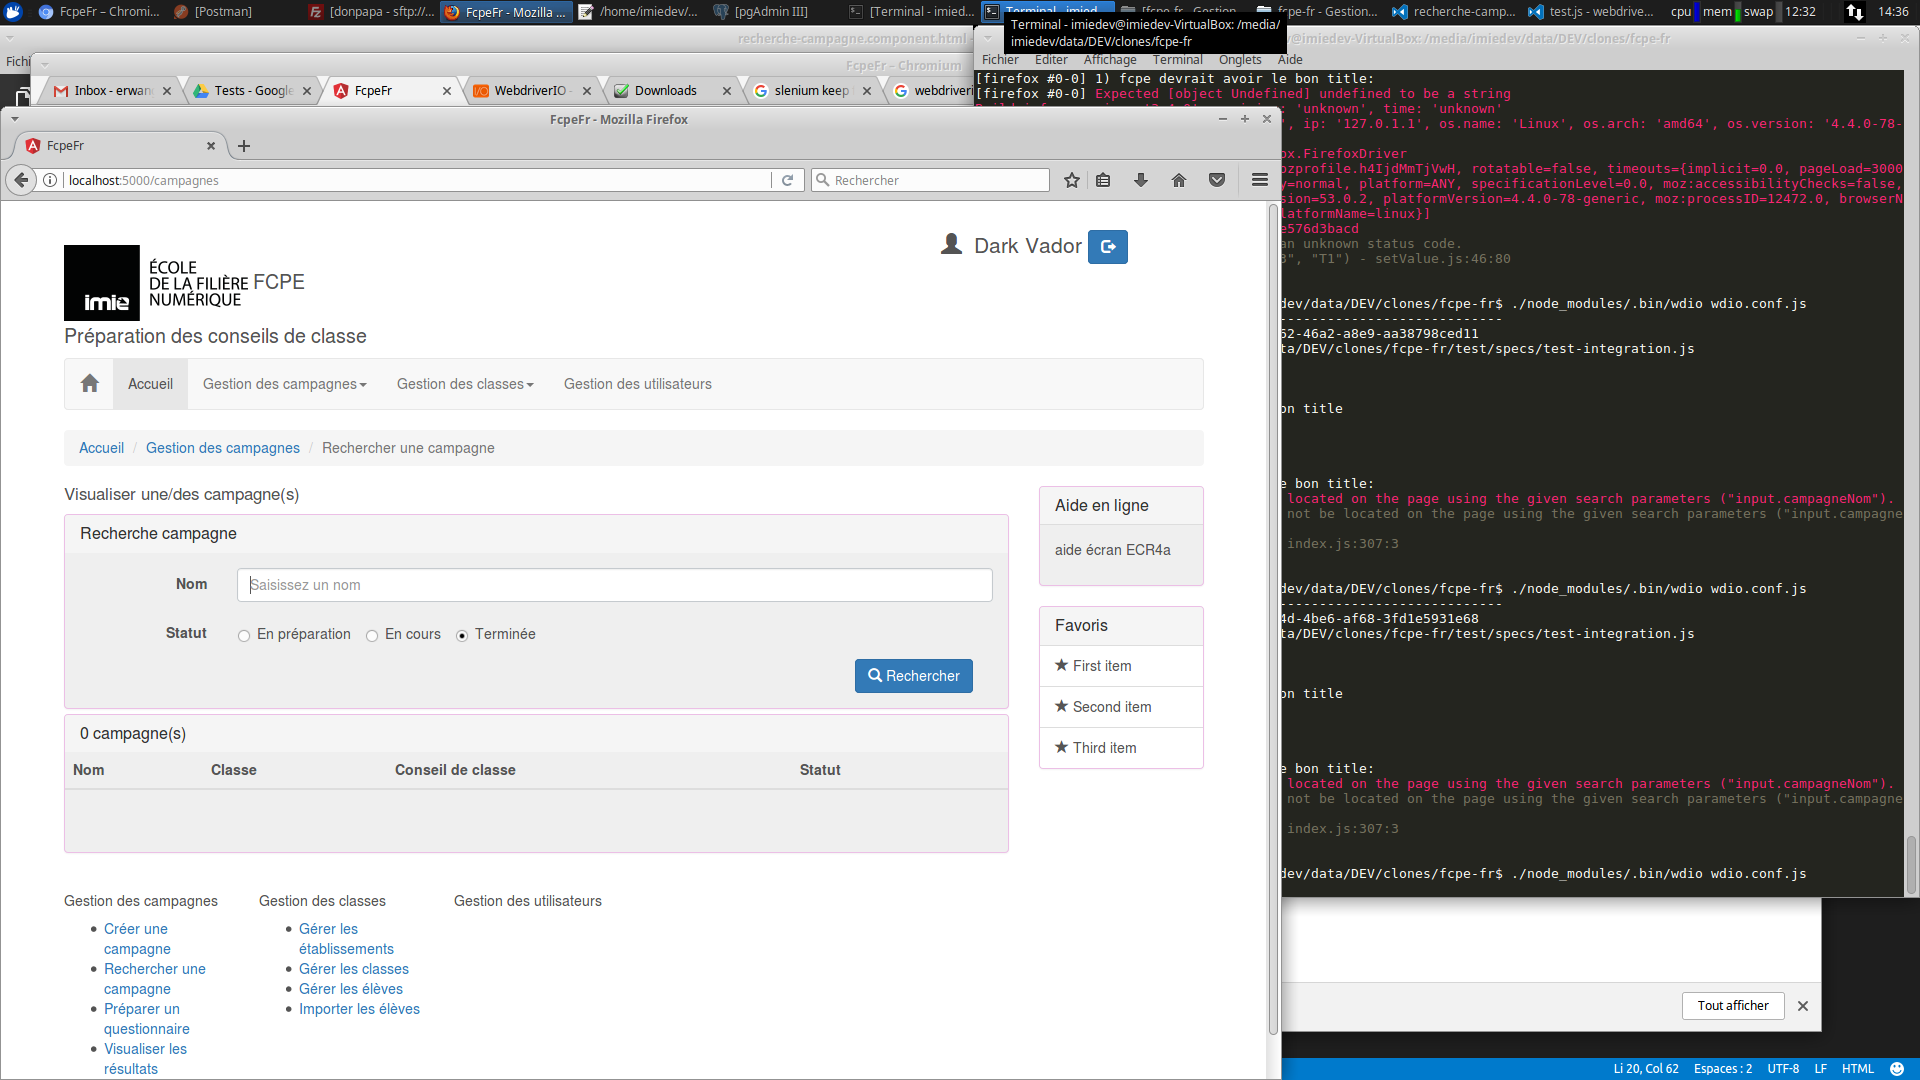 FcpeFr – Chromi...
[Postman]
[donpapa - sftp://...
FcpeFr - Mozilla ...
/home/imiedev/...
[pgAdmin III]
[Terminal - imied...
cpu
mem
swap
12:32
14:36
fcpe-fr - Gestion...
recherche-camp...
test.js - webdrive...
Terminal - imiedev@imiedev-VirtualBox: /media/
imiedev/data/DEV/clones/fcpe-fr
recherche-campagne.component.html -
@imiedev-VirtualBox: /media/imiedev/data/DEV/clones/fcpe-fr
Fichi
FcpeFr - Chromium
Fichier Editer Affichage Terminal Onglets Aide
Inbox - erwan
Tests - Google
FcpeFr
WebdriverIO -
Downloads
slenium keep
webdriveri
[firefox #0-0] 1) fcpe devrait avoir le bon title:
[firefox #0-0] Expected [object Undefined] undefined to be a string
'unknown', time: 'unknown'
', ip: '127.0.1.1', os.name: 'Linux', os.arch: 'amd64', os.version: '4.4.0-78-
ox.FirefoxDriver
ozprofile.h4IjdMmTjVwH, rotatable=false, timeouts={implicit=0.0, pageLoad=3000
y=normal, platform=ANY, specificationLevel=0.0, moz:accessibilityChecks=false,
sion=53.0.2, platformVersion=4.4.0-78-generic, moz:processID=12472.0, browserN
latformName=linux}]
e576d3bacd
an unknown status code.
3", "T1") - setValue.js:46:80
dev/data/DEV/clones/fcpe-fr$ ./node_modules/.bin/wdio wdio.conf.js
----------------------------
62-46a2-a8e9-aa38798ced11
ta/DEV/clones/fcpe-fr/test/specs/test-integration.js
on title
e bon title:
located on the page using the given search parameters ("input.campagneNom").
not be located on the page using the given search parameters ("input.campagne
index.js:307:3
dev/data/DEV/clones/fcpe-fr$ ./node_modules/.bin/wdio wdio.conf.js
----------------------------
4d-4be6-af68-3fd1e5931e68
ta/DEV/clones/fcpe-fr/test/specs/test-integration.js
on title
e bon title:
located on the page using the given search parameters ("input.campagneNom").
not be located on the page using the given search parameters ("input.campagne
index.js:307:3
dev/data/DEV/clones/fcpe-fr$ ./node_modules/.bin/wdio wdio.conf.js
FcpeFr - Mozilla Firefox
FcpeFr
localhost:5000/campagnes
Rechercher
Dark Vador
imie
ÉCOLE
DE LA FILIÈRE
NUMÉRIQUE
FCPE
Préparation des conseils de classe
Accueil
Gestion des campagnes
Gestion des classes
Gestion des utilisateurs
Accueil / Gestion des campagnes / Rechercher une campagne
Visualiser une/des campagne(s)
Recherche campagne
Nom
Saisissez un nom
Statut
En préparation
En cours
Terminée
Rechercher
0 campagne(s)
Nom Classe Conseil de classe Statut
Aide en ligne
aide écran ECR4a
Favoris
First item
Second item
Third item
Gestion des campagnes
Créer une
campagne
Rechercher une
campagne
Préparer un
questionnaire
Visualiser les
résultats
Gestion des classes
Gérer les
établissements
Gérer les classes
Gérer les élèves
Importer les élèves
Gestion des utilisateurs
Tout afficher
Li 20, Col 62
Espaces : 2
UTF-8
LF
HTML